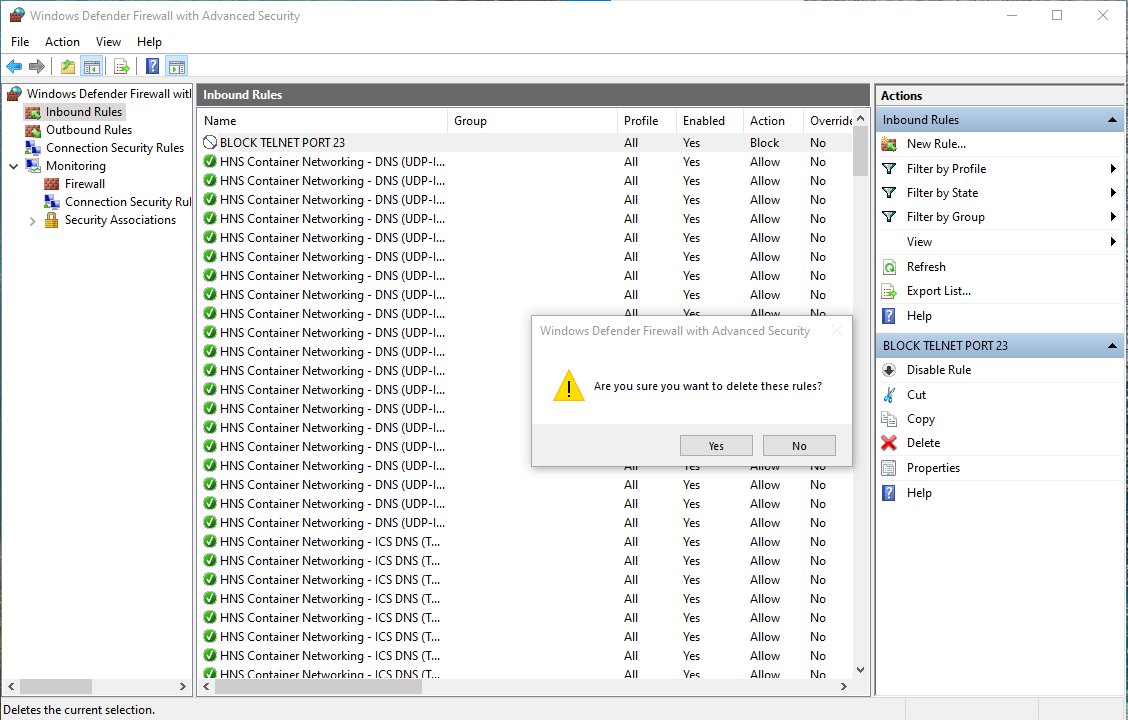 Windows Defender Firewall with Advanced Security
File Action View Help
Windows Defender Firewall with
Inbound Rules
Outbound Rules
Connection Security Rules
Monitoring
Firewall
Connection Security Rul
Security Associations
Inbound Rules
Name Group Profile Enabled Action Override
BLOCK TELNET PORT 23 All Yes Block No
HNS Container Networking - DNS (UDP-I... All Yes Allow No
HNS Container Networking - DNS (UDP-I... All Yes Allow No
HNS Container Networking - DNS (UDP-I... All Yes Allow No
HNS Container Networking - DNS (UDP-I... All Yes Allow No
HNS Container Networking - DNS (UDP-I... All Yes Allow No
HNS Container Networking - DNS (UDP-I... All Yes Allow No
HNS Container Networking - DNS (UDP-I... All Yes Allow No
HNS Container Networking - DNS (UDP-I... All Yes Allow No
HNS Container Networking - DNS (UDP-I... All Yes Allow No
HNS Container Networking - DNS (UDP-I...
HNS Container Networking - DNS (UDP-I...
HNS Container Networking - DNS (UDP-I...
HNS Container Networking - DNS (UDP-I...
HNS Container Networking - DNS (UDP-I...
HNS Container Networking - DNS (UDP-I...
HNS Container Networking - DNS (UDP-I...
HNS Container Networking - DNS (UDP-I... All Yes Allow No
HNS Container Networking - DNS (UDP-I... All Yes Allow No
HNS Container Networking - DNS (UDP-I... All Yes Allow No
HNS Container Networking - DNS (UDP-I... All Yes Allow No
HNS Container Networking - ICS DNS (T... All Yes Allow No
HNS Container Networking - ICS DNS (T... All Yes Allow No
HNS Container Networking - ICS DNS (T... All Yes Allow No
HNS Container Networking - ICS DNS (T... All Yes Allow No
HNS Container Networking - ICS DNS (T... All Yes Allow No
HNS Container Networking - ICS DNS (T... All Yes Allow No
HNS Container Networking - ICS DNS (T... All Yes Allow No
HNS Container Networking - ICS DNS (T... All Yes Allow No
Windows Defender Firewall with Advanced Security
Are you sure you want to delete these rules?
Yes No
Actions
Inbound Rules
New Rule...
Filter by Profile
Filter by State
Filter by Group
View
Refresh
Export List...
Help
BLOCK TELNET PORT 23
Disable Rule
Cut
Copy
Delete
Properties
Help
Deletes the current selection.